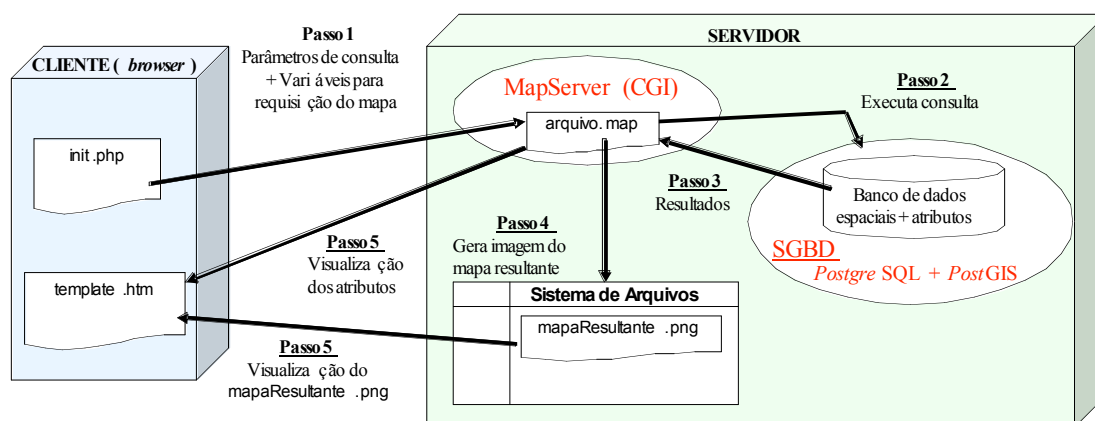 CLIENTE ( browser )
init .php
template .htm
Passo 1
Parâmetros de consulta
+ Vari áveis para
requisi ção do mapa
SERVIDOR
MapServer (CGI)
arquivo. map
Passo 2
Executa consulta
Passo 3
Resultados
Banco de dados
espaciais + atributos
SGBD
Postgre SQL + Post GIS
Passo 4
Gera imagem do
mapa resultante
Sistema de Arquivos
mapaResultante .png
Passo 5
Visualiza ção
dos atributos
Passo 5
Visualiza ção do
mapaResultante .png